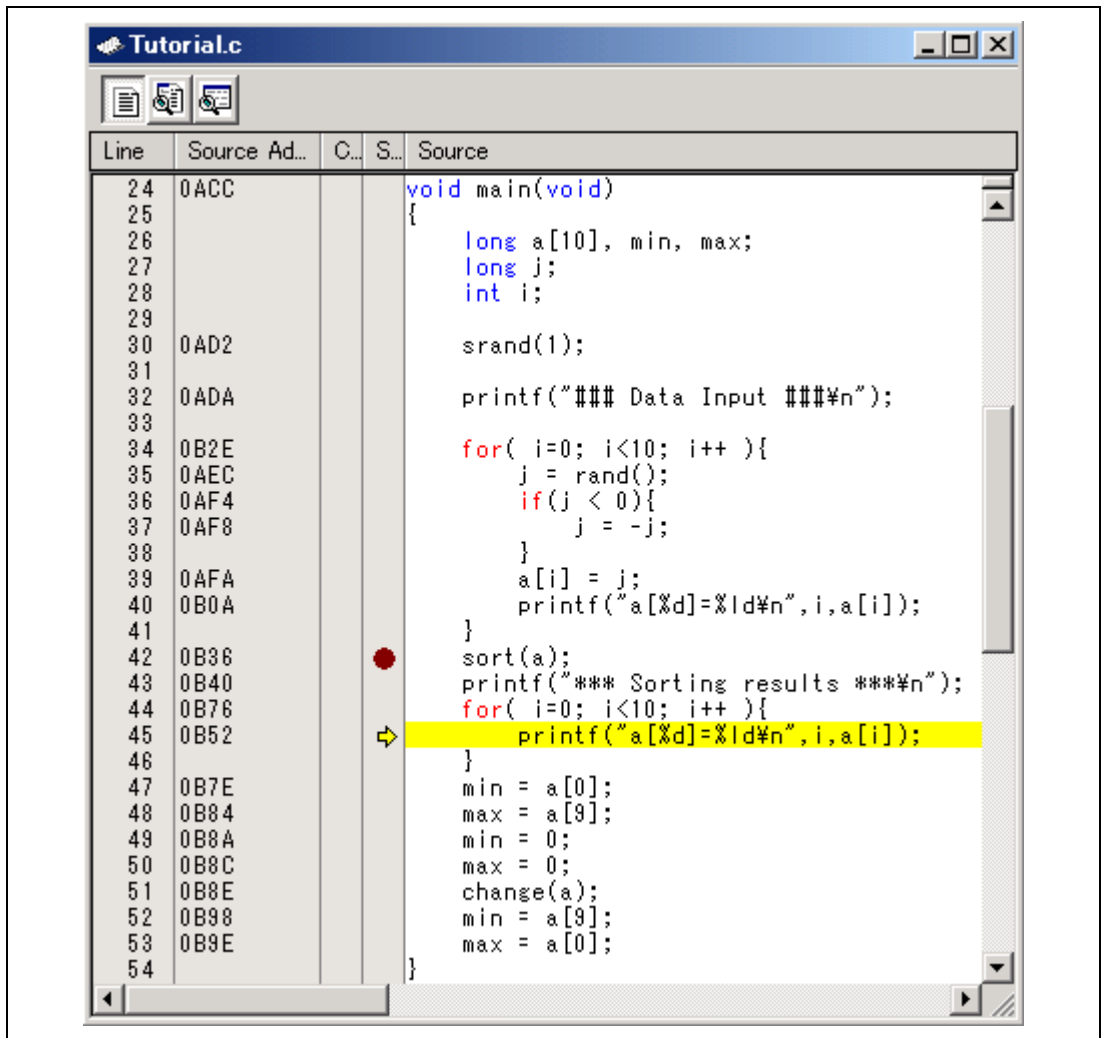 Tutorial.c
Line Source Ad... C... S... Source
24 0ACC void main(void)
25 {
26 long a[10], min, max;
27 long j;
28 int i;
29
30 0AD2 srand(1);
31
32 0ADA printf("### Data Input ###¥n");
33
34 0B2E for( i=0; i<10; i++ ){
35 0AEC j = rand();
36 0AF4 if(j < 0){
37 0AF8 j = -j;
38 }
39 0AFA a[i] = j;
40 0B0A printf("a[%d]=%ld¥n",i,a[i]);
41 }
42 0B36 sort(a);
43 0B40 printf("*** Sorting results ***¥n");
44 0B76 for( i=0; i<10; i++ ){
45 0B52 printf("a[%d]=%ld¥n",i,a[i]);
46 }
47 0B7E min = a[0];
48 0B84 max = a[9];
49 0B8A min = 0;
50 0B8C max = 0;
51 0B8E change(a);
52 0B98 min = a[9];
53 0B9E max = a[0];
54 }